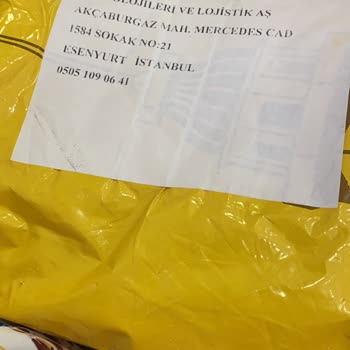 OLOJİLERİ VE LOJİSTİK AŞ
AKÇABURGAZ MAH. MERCEDES CAD
1584 SOKAK NO:21
ESENYURT İSTANBUL
0505 109 06 41